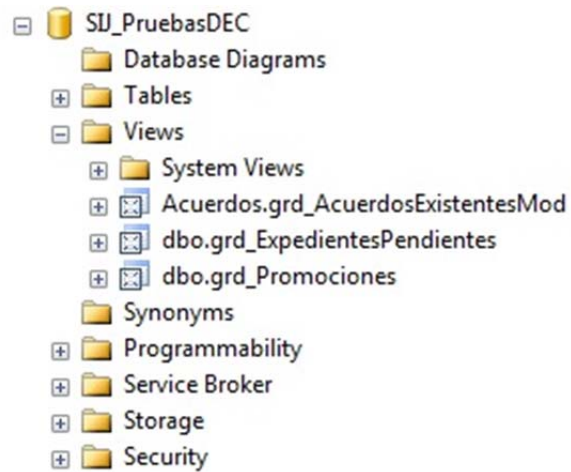 SIJ_PruebasDEC
Database Diagrams
Tables
Views
System Views
Acuerdos.grd_AcuerdosExistentesMod
dbo.grd_ExpedientesPendientes
dbo.grd_Promociones
Synonyms
Programmability
Service Broker
Storage
Security